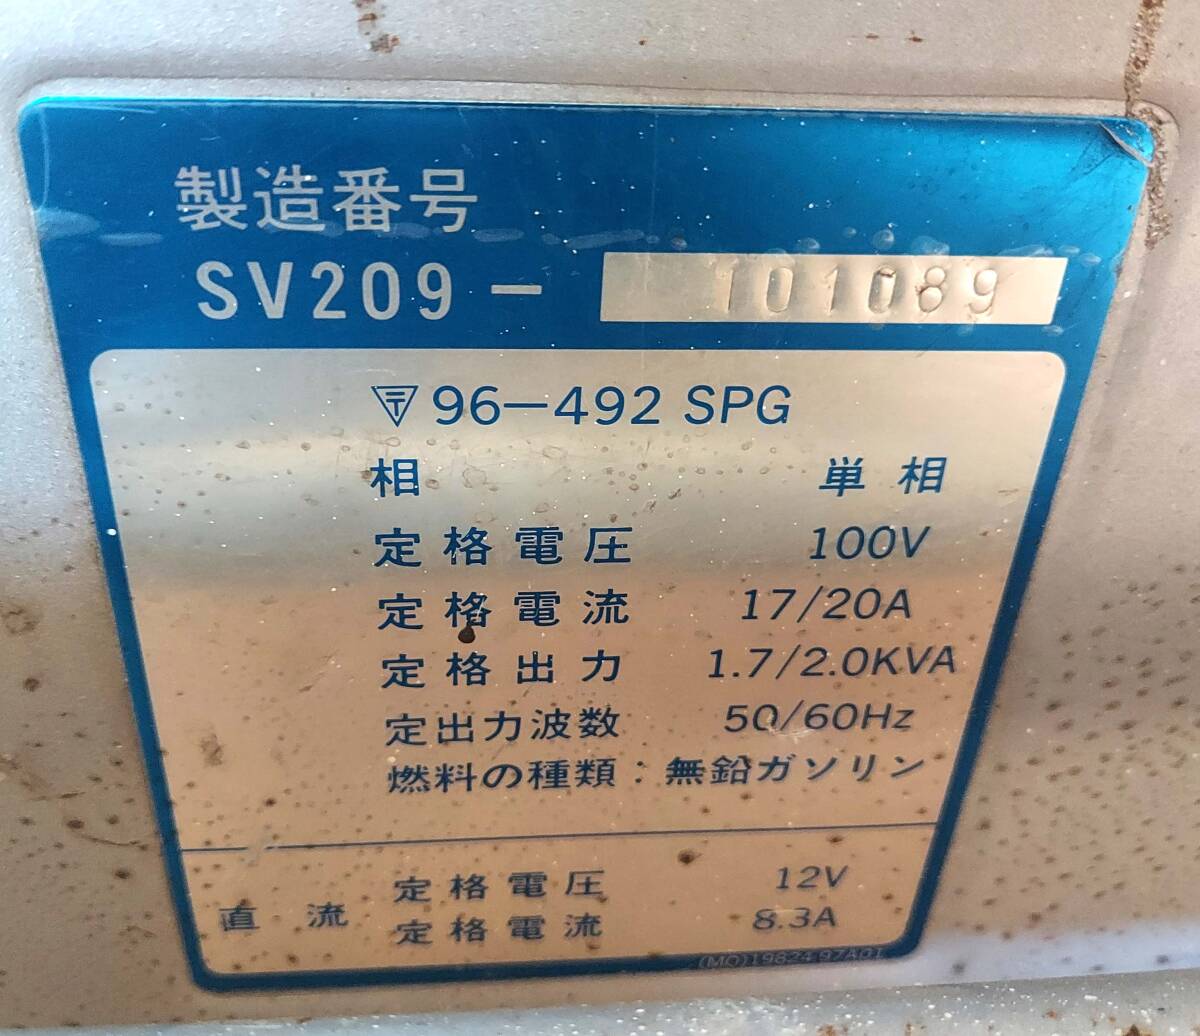 製造番号
SV209- 101089
〒96-492 SPG
相 単相
定格電圧 100V
定格電流 17/20A
定格出力 1.7/2.0KVA
定出力波数 50/60Hz
燃料の種類:無鉛ガソリン
直流 定格電圧 12V
定格電流 8.3A
(MO)19824 97A01